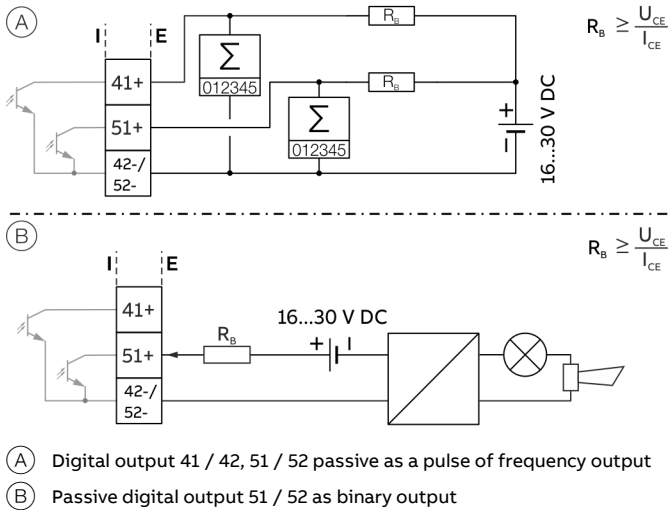 A
I E
R_B
R_B ≥ U_CE / I_CE
Σ
012345
41+
R_B
51+
Σ
012345
+
–
16...30 V DC
42-/
52-
B
I E
R_B ≥ U_CE / I_CE
41+
16...30 V DC
51+
R_B
+ –
42-/
52-
A Digital output 41 / 42, 51 / 52 passive as a pulse of frequency output
B Passive digital output 51 / 52 as binary output